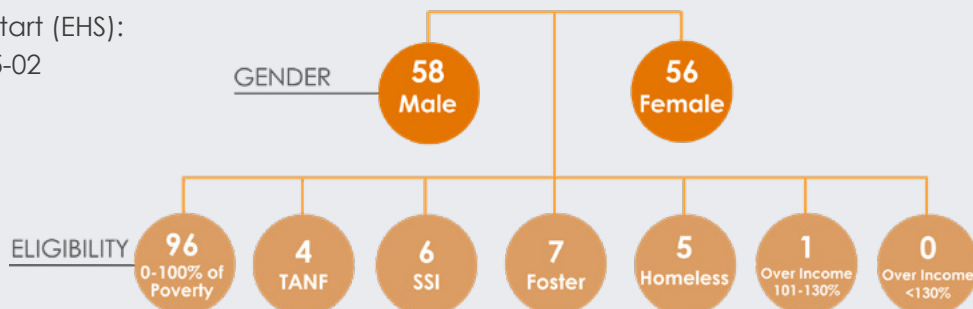 tart (EHS):
5-02
GENDER
58
Male
56
Female
ELIGIBILITY
96
0-100% of
Poverty
4
TANF
6
SSI
7
Foster
5
Homeless
1
Over Income
101-130%
0
Over Income
<130%